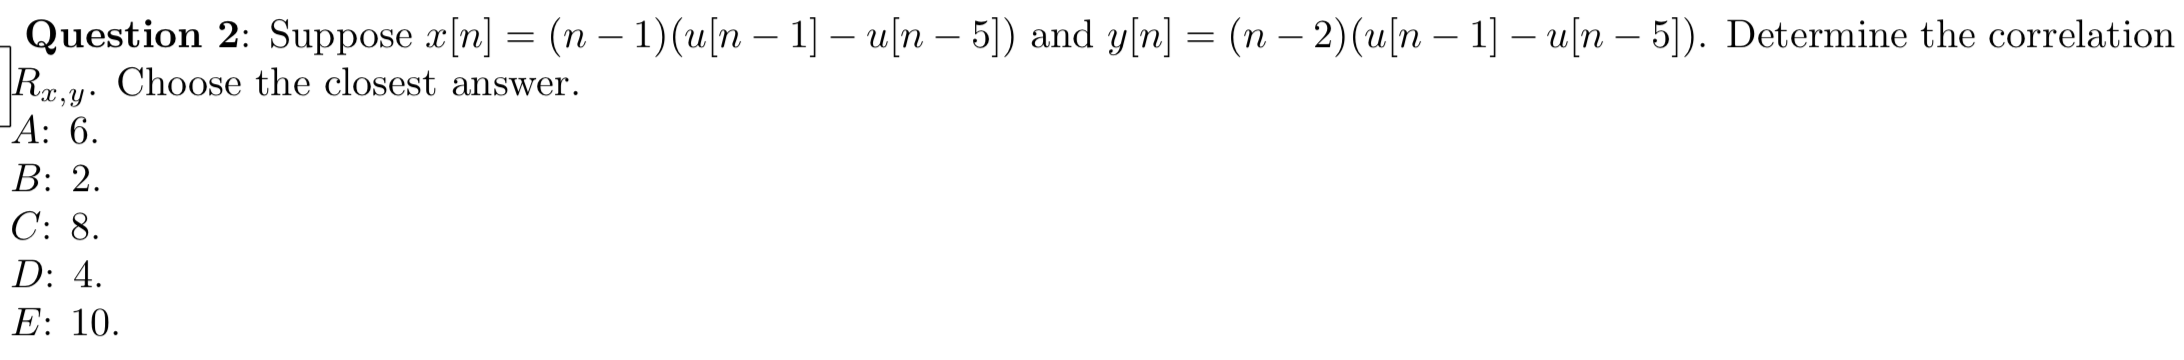 Question 2: Suppose x[n] = (n − 1)(u[n − 1] − u[n − 5]) and y[n] = (n − 2)(u[n − 1] − u[n − 5]). Determine the correlation
R_{x,y}. Choose the closest answer.
A: 6.
B: 2.
C: 8.
D: 4.
E: 10.